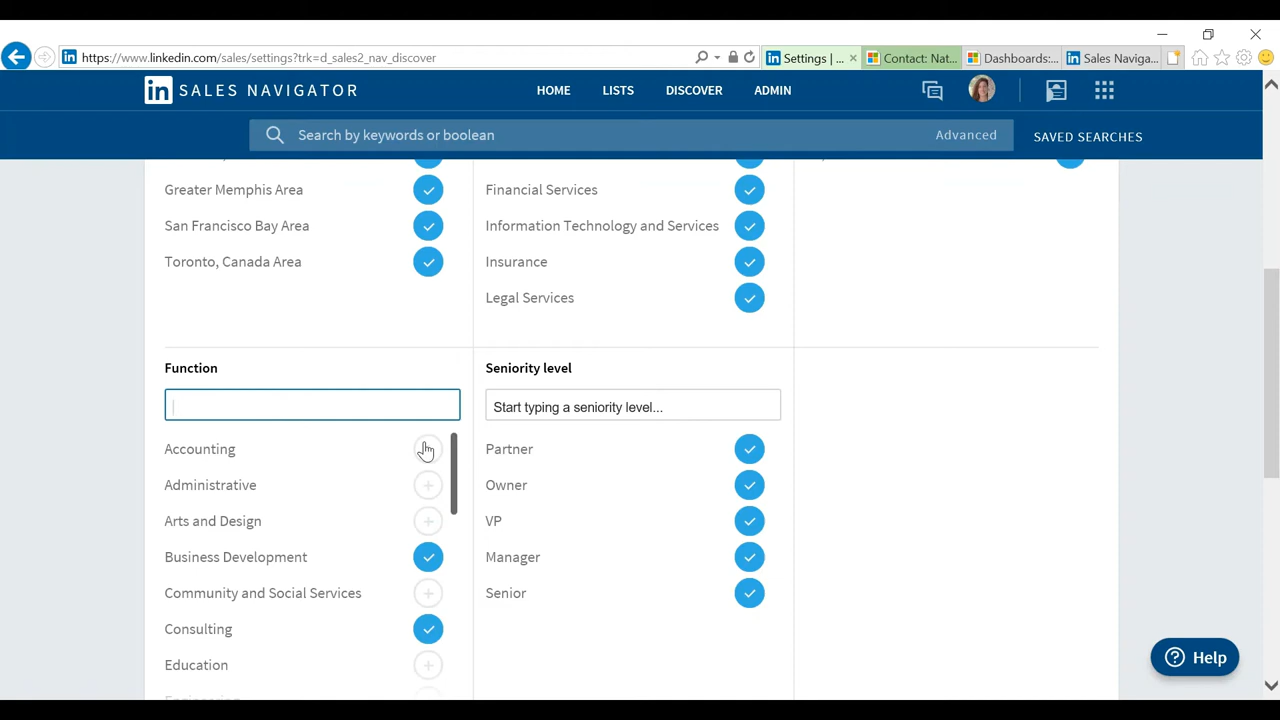 https://www.linkedin.com/sales/settings?trk=d_sales2_nav_discover
Settings | ...
Contact: Nat...
Dashboards:...
Sales Naviga...
in SALES NAVIGATOR
HOME
LISTS
DISCOVER
ADMIN
Search by keywords or boolean
Advanced
SAVED SEARCHES
Greater Memphis Area
San Francisco Bay Area
Toronto, Canada Area
Financial Services
Information Technology and Services
Insurance
Legal Services
Function
Accounting
Administrative
Arts and Design
Business Development
Community and Social Services
Consulting
Education
Engineering
Seniority level
Start typing a seniority level...
Partner
Owner
VP
Manager
Senior
Help